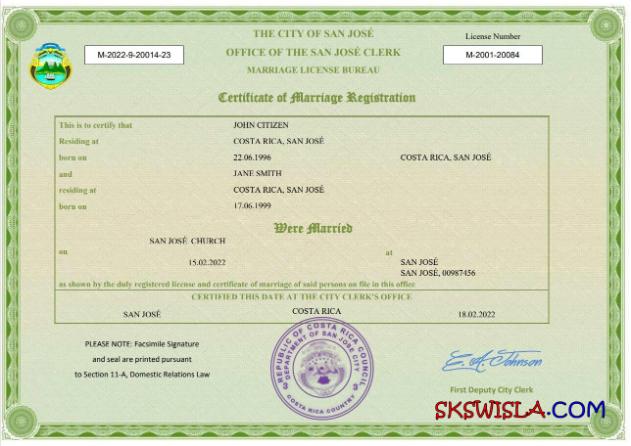 THE CITY OF SAN JOSÉ
OFFICE OF THE SAN JOSÉ CLERK
MARRIAGE LICENSE BUREAU
License Number
M-2022-9-20014-23
M-2001-20084
Certificate of Marriage Registration
This is to certify that JOHN CITIZEN
Residing at COSTA RICA, SAN JOSÉ
born on 22.06.1996 COSTA RICA, SAN JOSÉ
and JANE SMITH
residing at COSTA RICA, SAN JOSÉ
born on 17.06.1999
Were Married
SAN JOSÉ CHURCH
on at
15.02.2022 SAN JOSÉ
SAN JOSÉ, 00987456
as shown by the duly registered license and certificate of marriage of said persons on file in this office
CERTIFIED THIS DATE AT THE CITY CLERK'S OFFICE
SAN JOSÉ COSTA RICA 18.02.2022
PLEASE NOTE: Facsimile Signature
and seal are printed pursuant
to Section 11-A, Domestic Relations Law
REPUBLIC OF COSTA RICA COUNCIL
DEPARTMENT OF SAN JOSE CITY
3 3
COSTA RICA COUNTRY
E. A. Johnson
First Deputy City Clerk
SKSWISLA.COM